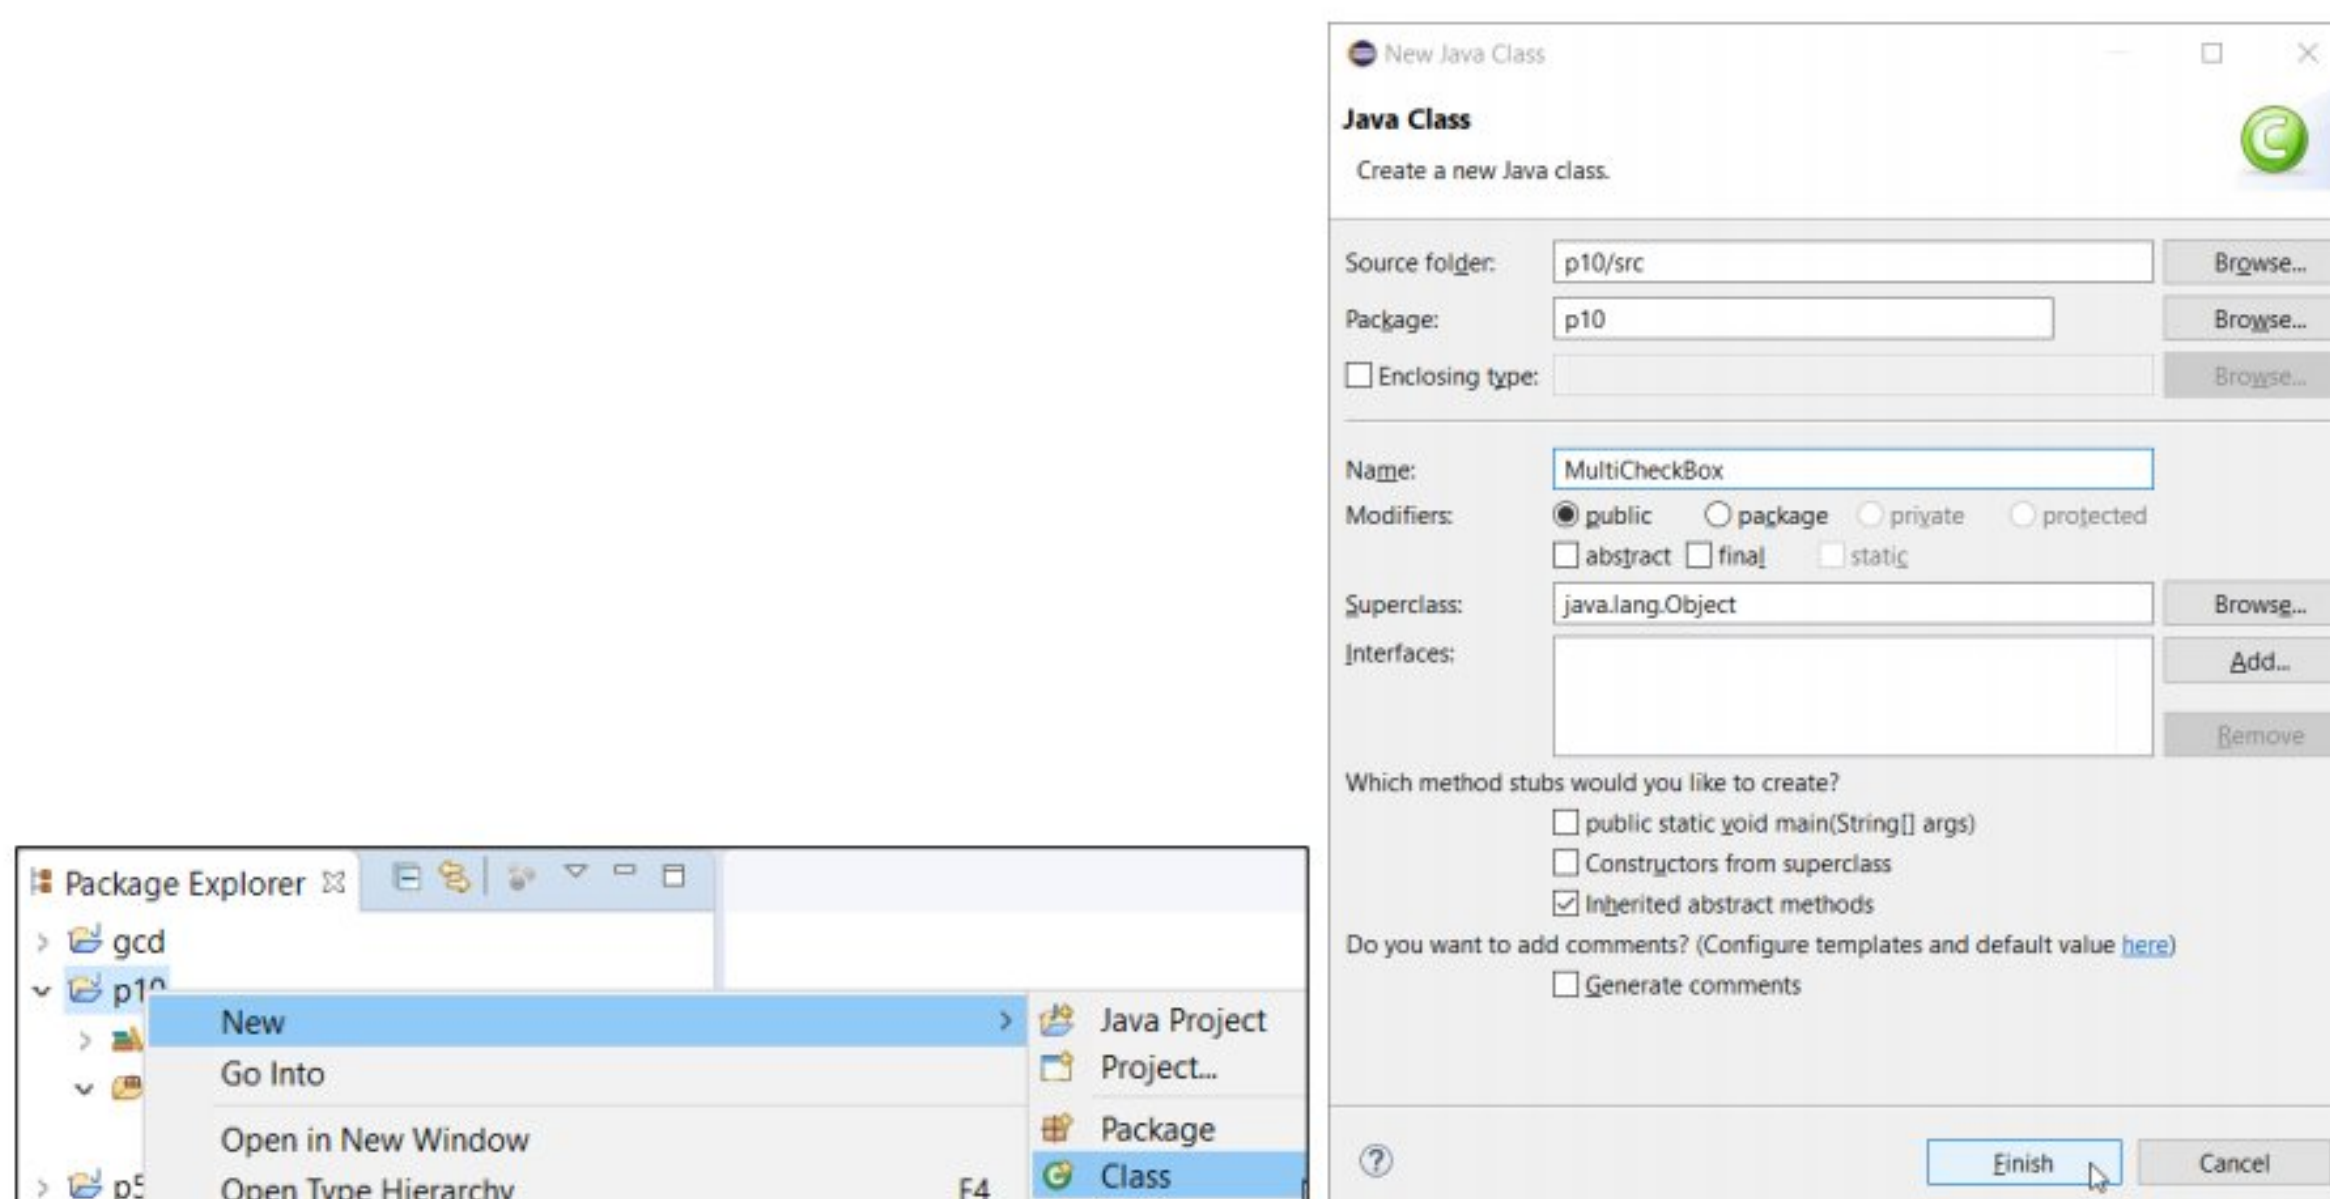 Package Explorer
gcd
p10
New
Java Project
Go Into
Project...
Open in New Window
Package
Open Type Hierarchy F4
Class
New Java Class
Java Class
Create a new Java class.
Source folder: p10/src Browse...
Package: p10 Browse...
Enclosing type: Browse...
Name: MultiCheckBox
Modifiers: public package private protected
abstract final static
Superclass: java.lang.Object Browse...
Interfaces: Add...
Remove
Which method stubs would you like to create?
public static void main(String[] args)
Constructors from superclass
Inherited abstract methods
Do you want to add comments? (Configure templates and default value here)
Generate comments
Finish Cancel